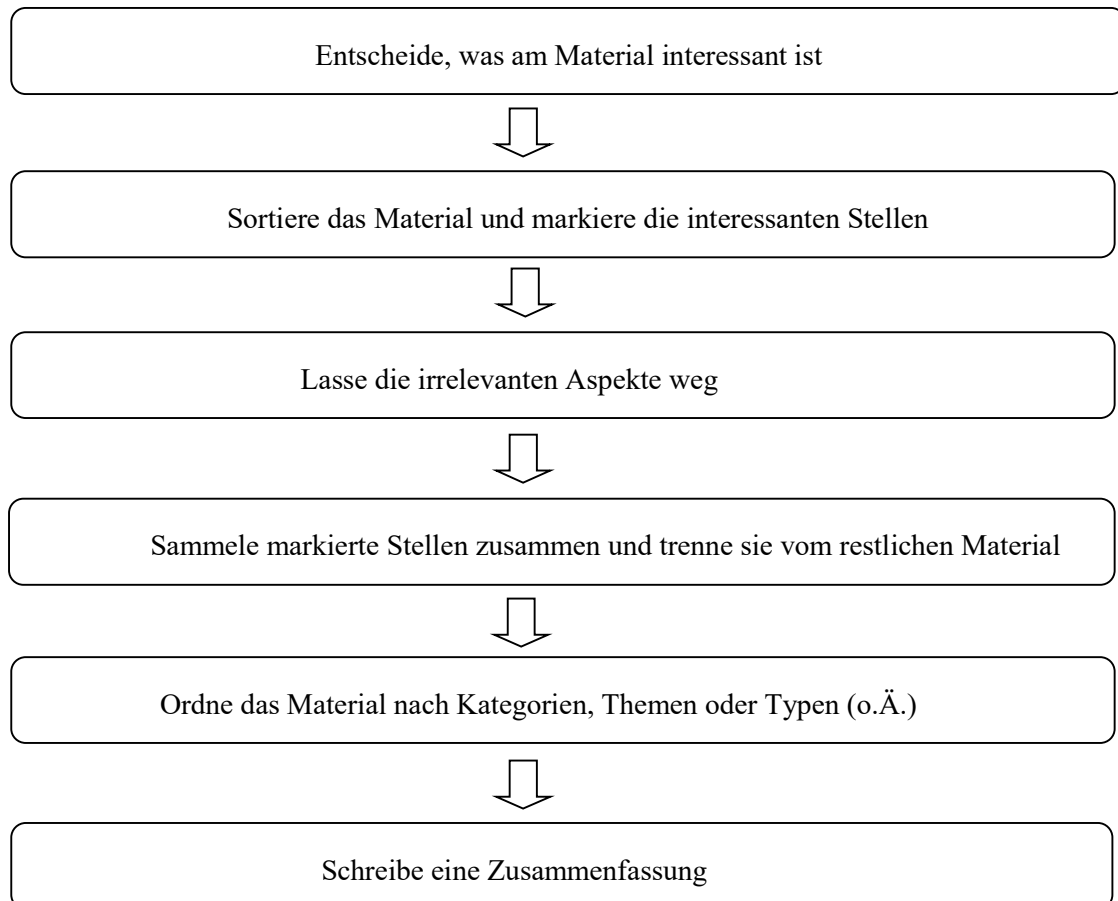 Entscheide, was am Material interessant ist
Sortiere das Material und markiere die interessanten Stellen
Lasse die irrelevanten Aspekte weg
Sammele markierte Stellen zusammen und trenne sie vom restlichen Material
Ordne das Material nach Kategorien, Themen oder Typen (o.Ä.)
Schreibe eine Zusammenfassung